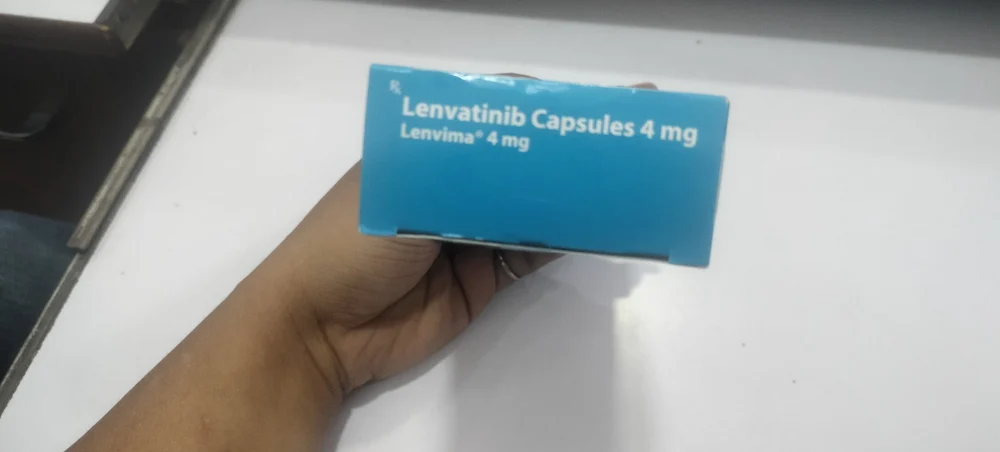 ℞
Lenvatinib Capsules 4 mg
Lenvima® 4 mg